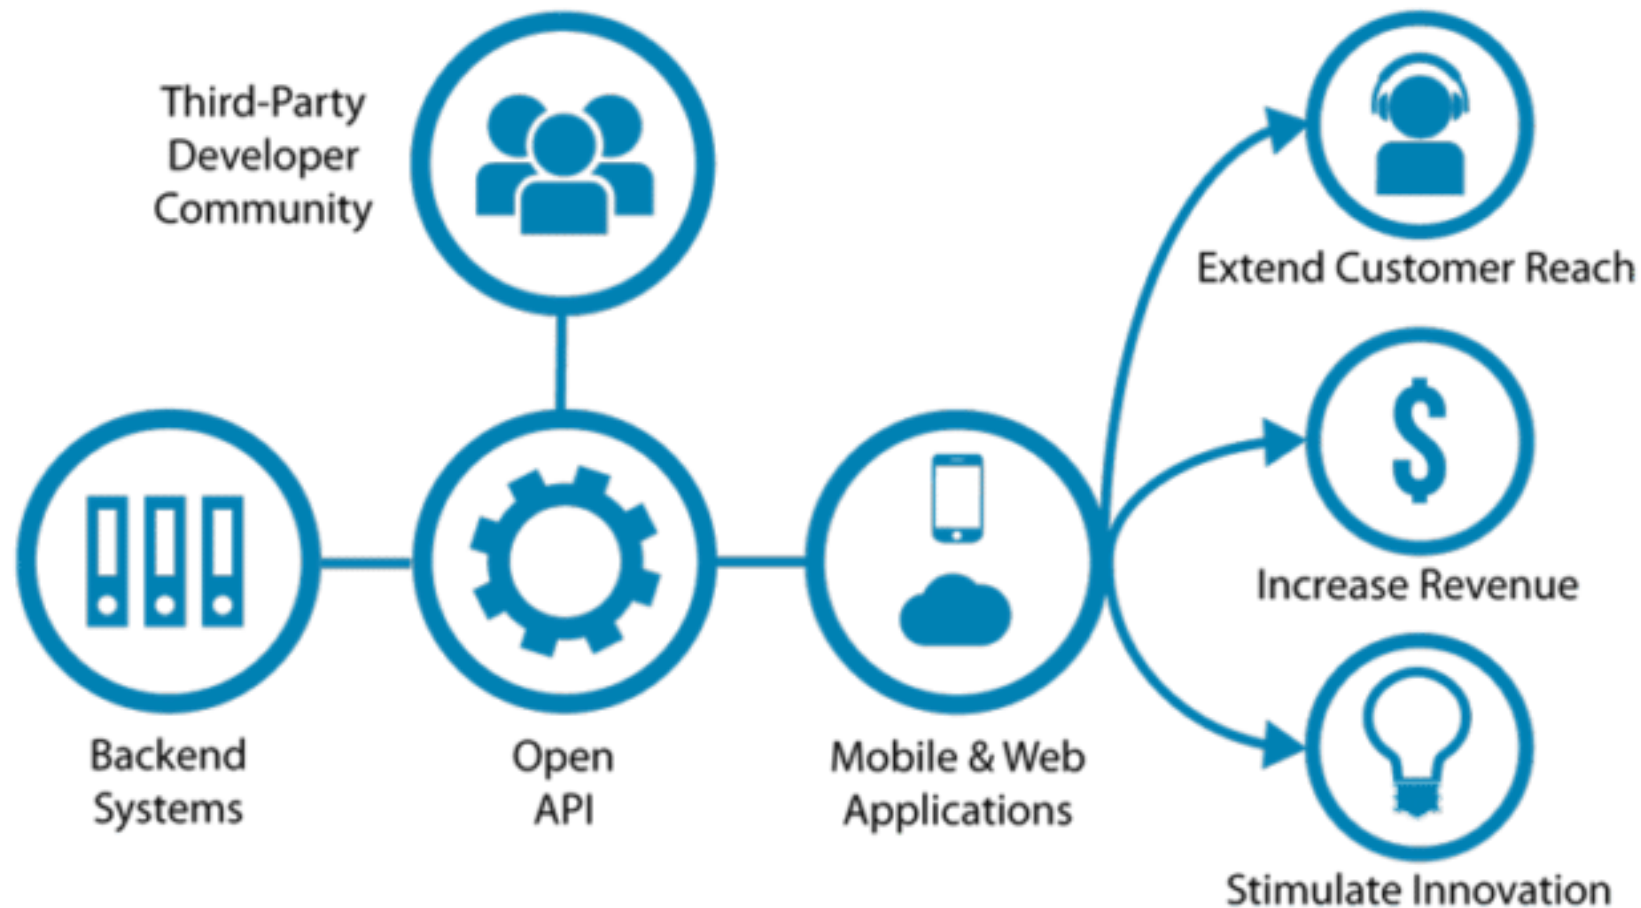 Third-Party
Developer
Community
Backend
Systems
Open
API
Mobile & Web
Applications
Extend Customer Reach
Increase Revenue
Stimulate Innovation